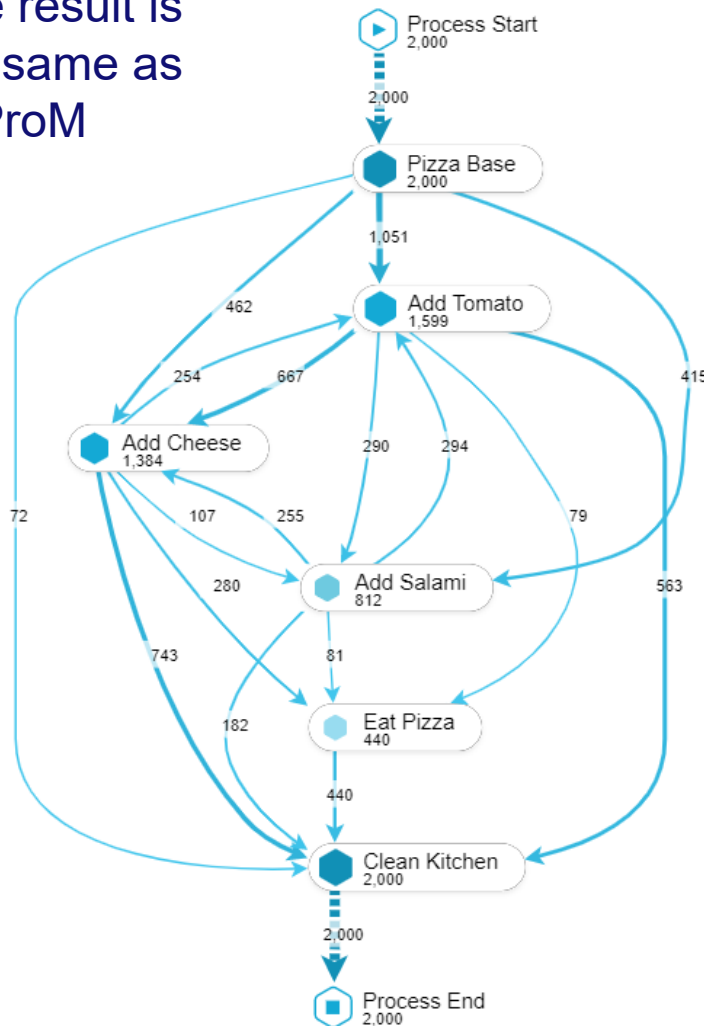 result is
same as
ProM
Process Start
2,000
2,000
Pizza Base
2,000
1,051
462
Add Tomato
1,599
254
667
415
Add Cheese
1,384
290
294
72
107
255
79
Add Salami
812
280
563
743
81
182
Eat Pizza
440
440
Clean Kitchen
2,000
2,000
Process End
2,000